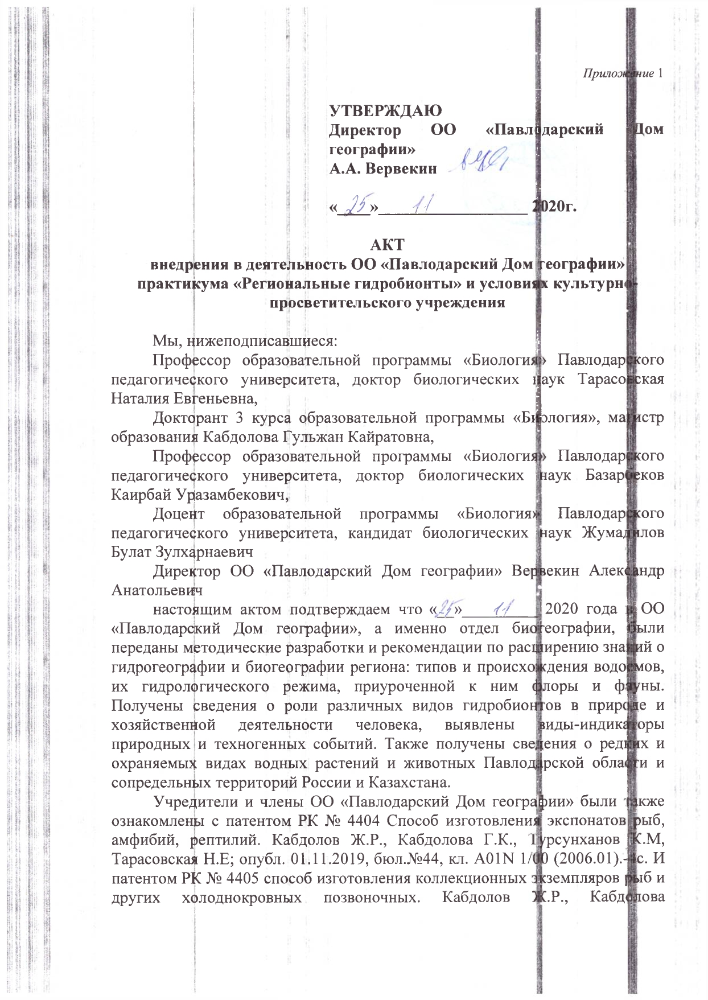 Приложение 1
УТВЕРЖДАЮ
Директор ОО «Павлодарский Дом
географии»
А.А. Вервекин
«25» 11 2020г.
АКТ
внедрения в деятельность ОО «Павлодарский Дом географии»
практикума «Региональные гидробионты» и условиях культурно-
просветительского учреждения
Мы, нижеподписавшиеся:
Профессор образовательной программы «Биология» Павлодарского
педагогического университета, доктор биологических наук Тарасовская
Наталия Евгеньевна,
Докторант 3 курса образовательной программы «Биология», магистр
образования Кабдолова Гульжан Кайратовна,
Профессор образовательной программы «Биология» Павлодарского
педагогического университета, доктор биологических наук Базарбеков
Каирбай Уразамбекович,
Доцент образовательной программы «Биология» Павлодарского
педагогического университета, кандидат биологических наук Жумадилов
Булат Зулхарнаевич
Директор ОО «Павлодарский Дом географии» Вервекин Александр
Анатольевич
настоящим актом подтверждаем что «25» 11 2020 года в ОО
«Павлодарский Дом географии», а именно отдел биогеографии, были
переданы методические разработки и рекомендации по расширению знаний о
гидрогеографии и биогеографии региона: типов и происхождения водоемов,
их гидрологического режима, приуроченной к ним флоры и фауны.
Получены сведения о роли различных видов гидробионтов в природе и
хозяйственной деятельности человека, выявлены виды-индикаторы
природных и техногенных событий. Также получены сведения о редких и
охраняемых видах водных растений и животных Павлодарской области и
сопредельных территорий России и Казахстана.
Учредители и члены ОО «Павлодарский Дом географии» были также
ознакомлены с патентом РК № 4404 Способ изготовления экспонатов рыб,
амфибий, рептилий. Кабдолов Ж.Р., Кабдолова Г.К., Турсунханов К.М,
Тарасовская Н.Е; опубл. 01.11.2019, бюл.№44, кл. A01N 1/00 (2006.01).-4с. И
патентом РК № 4405 способ изготовления коллекционных экземпляров рыб и
других холоднокровных позвоночных. Кабдолов Ж.Р., Кабдолова